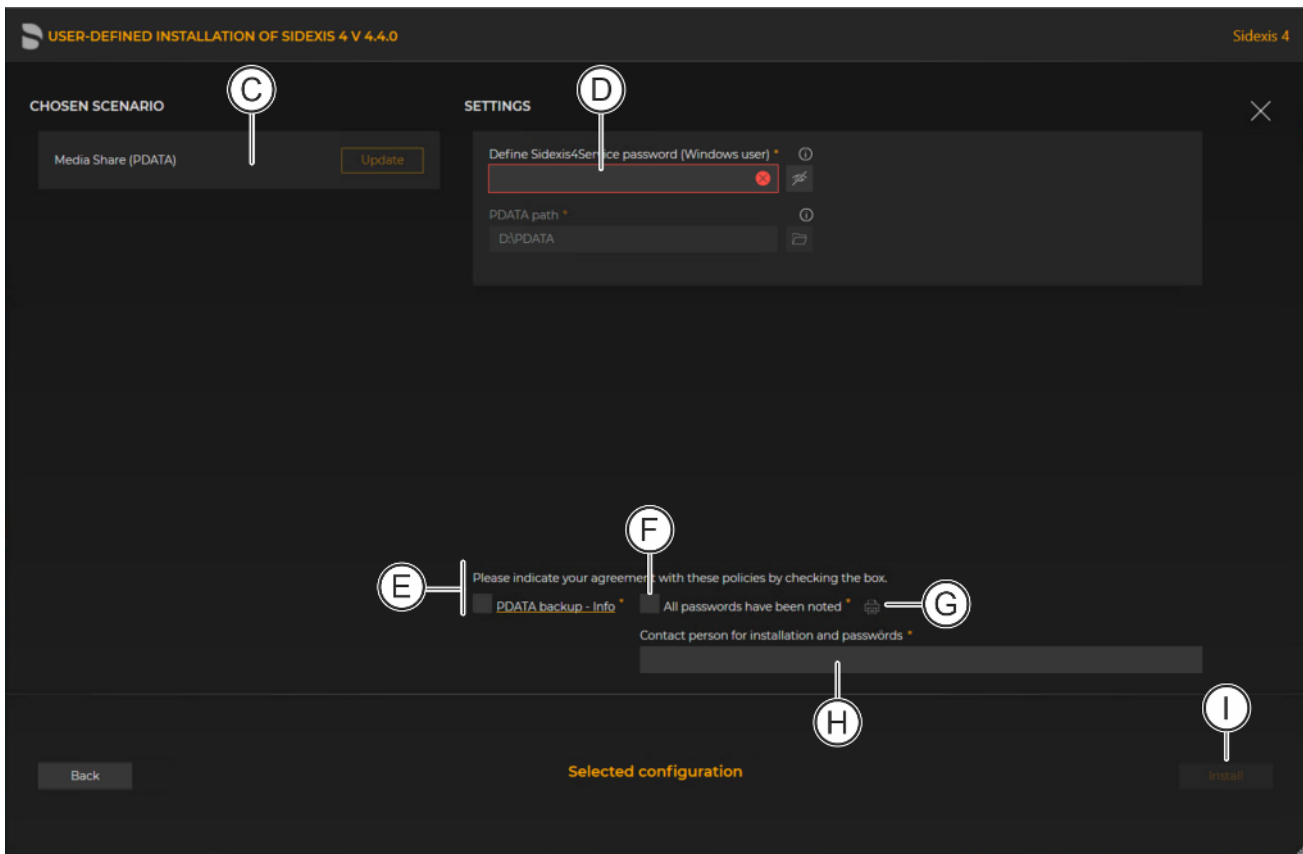 USER-DEFINED INSTALLATION OF SIDEXIS 4 V 4.4.0
Sidexis 4
C
D
CHOSEN SCENARIO
SETTINGS
Media Share (PDATA)
Update
Define Sidexis4Service password (Windows user) *
PDATA path *
D:\PDATA
F
E
Please indicate your agreement with these policies by checking the box.
PDATA backup - Info *
All passwords have been noted *
G
Contact person for installation and passwords *
H
I
Back
Selected configuration
Install